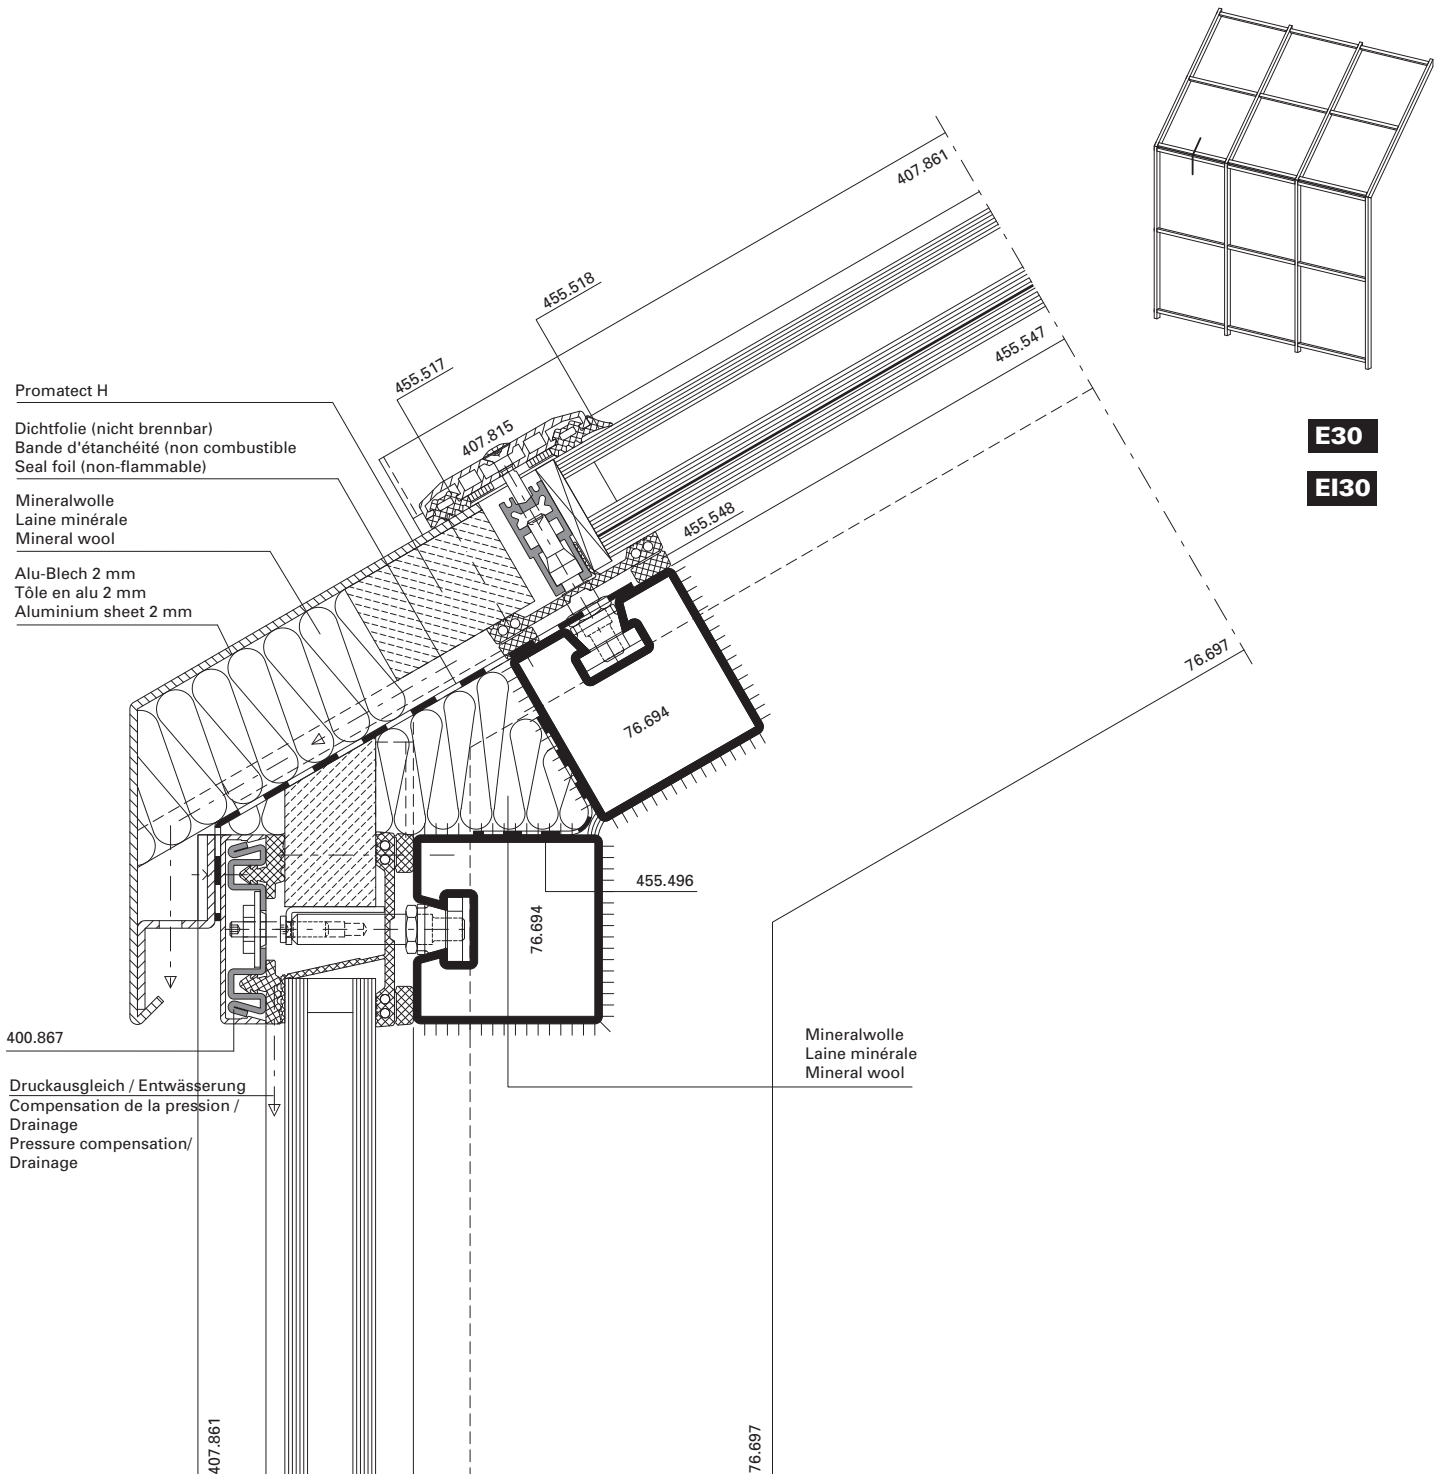 407.861
455.518
455.517
407.815
455.547
455.548
E30
EI30
Promatect H
Dichtfolie (nicht brennbar)
Bande d'étanchéité (non combustible
Seal foil (non-flammable)
Mineralwolle
Laine minérale
Mineral wool
Alu-Blech 2 mm
Tôle en alu 2 mm
Aluminium sheet 2 mm
76.697
76.694
455.496
76.694
400.867
Druckausgleich / Entwässerung
Compensation de la pression /
Drainage
Pressure compensation/
Drainage
Mineralwolle
Laine minérale
Mineral wool
407.861
76.697